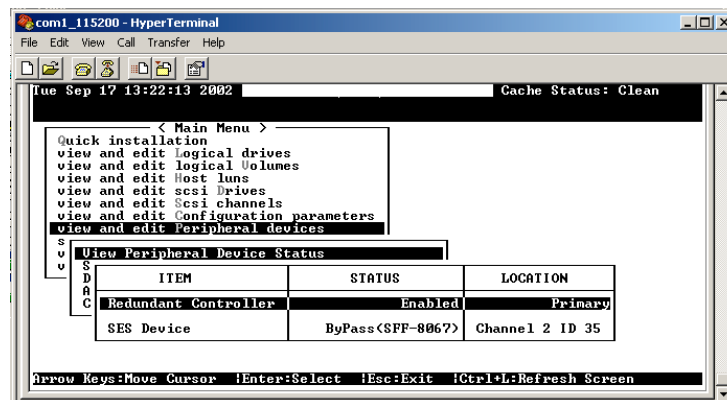 com1_115200 - HyperTerminal
File Edit View Call Transfer Help
Tue Sep 17 13:22:13 2002 Cache Status: Clean
< Main Menu >
Quick installation
view and edit Logical drives
view and edit logical Volumes
view and edit Host luns
view and edit scsi Drives
view and edit Scsi channels
view and edit Configuration parameters
view and edit Peripheral devices
s
v View Peripheral Device Status
v S
D ITEM STATUS LOCATION
A
C Redundant Controller Enabled Primary
SES Device ByPass(SFF-8067) Channel 2 ID 35
Arrow Keys:Move Cursor |Enter:Select |Esc:Exit |Ctrl+L:Refresh Screen